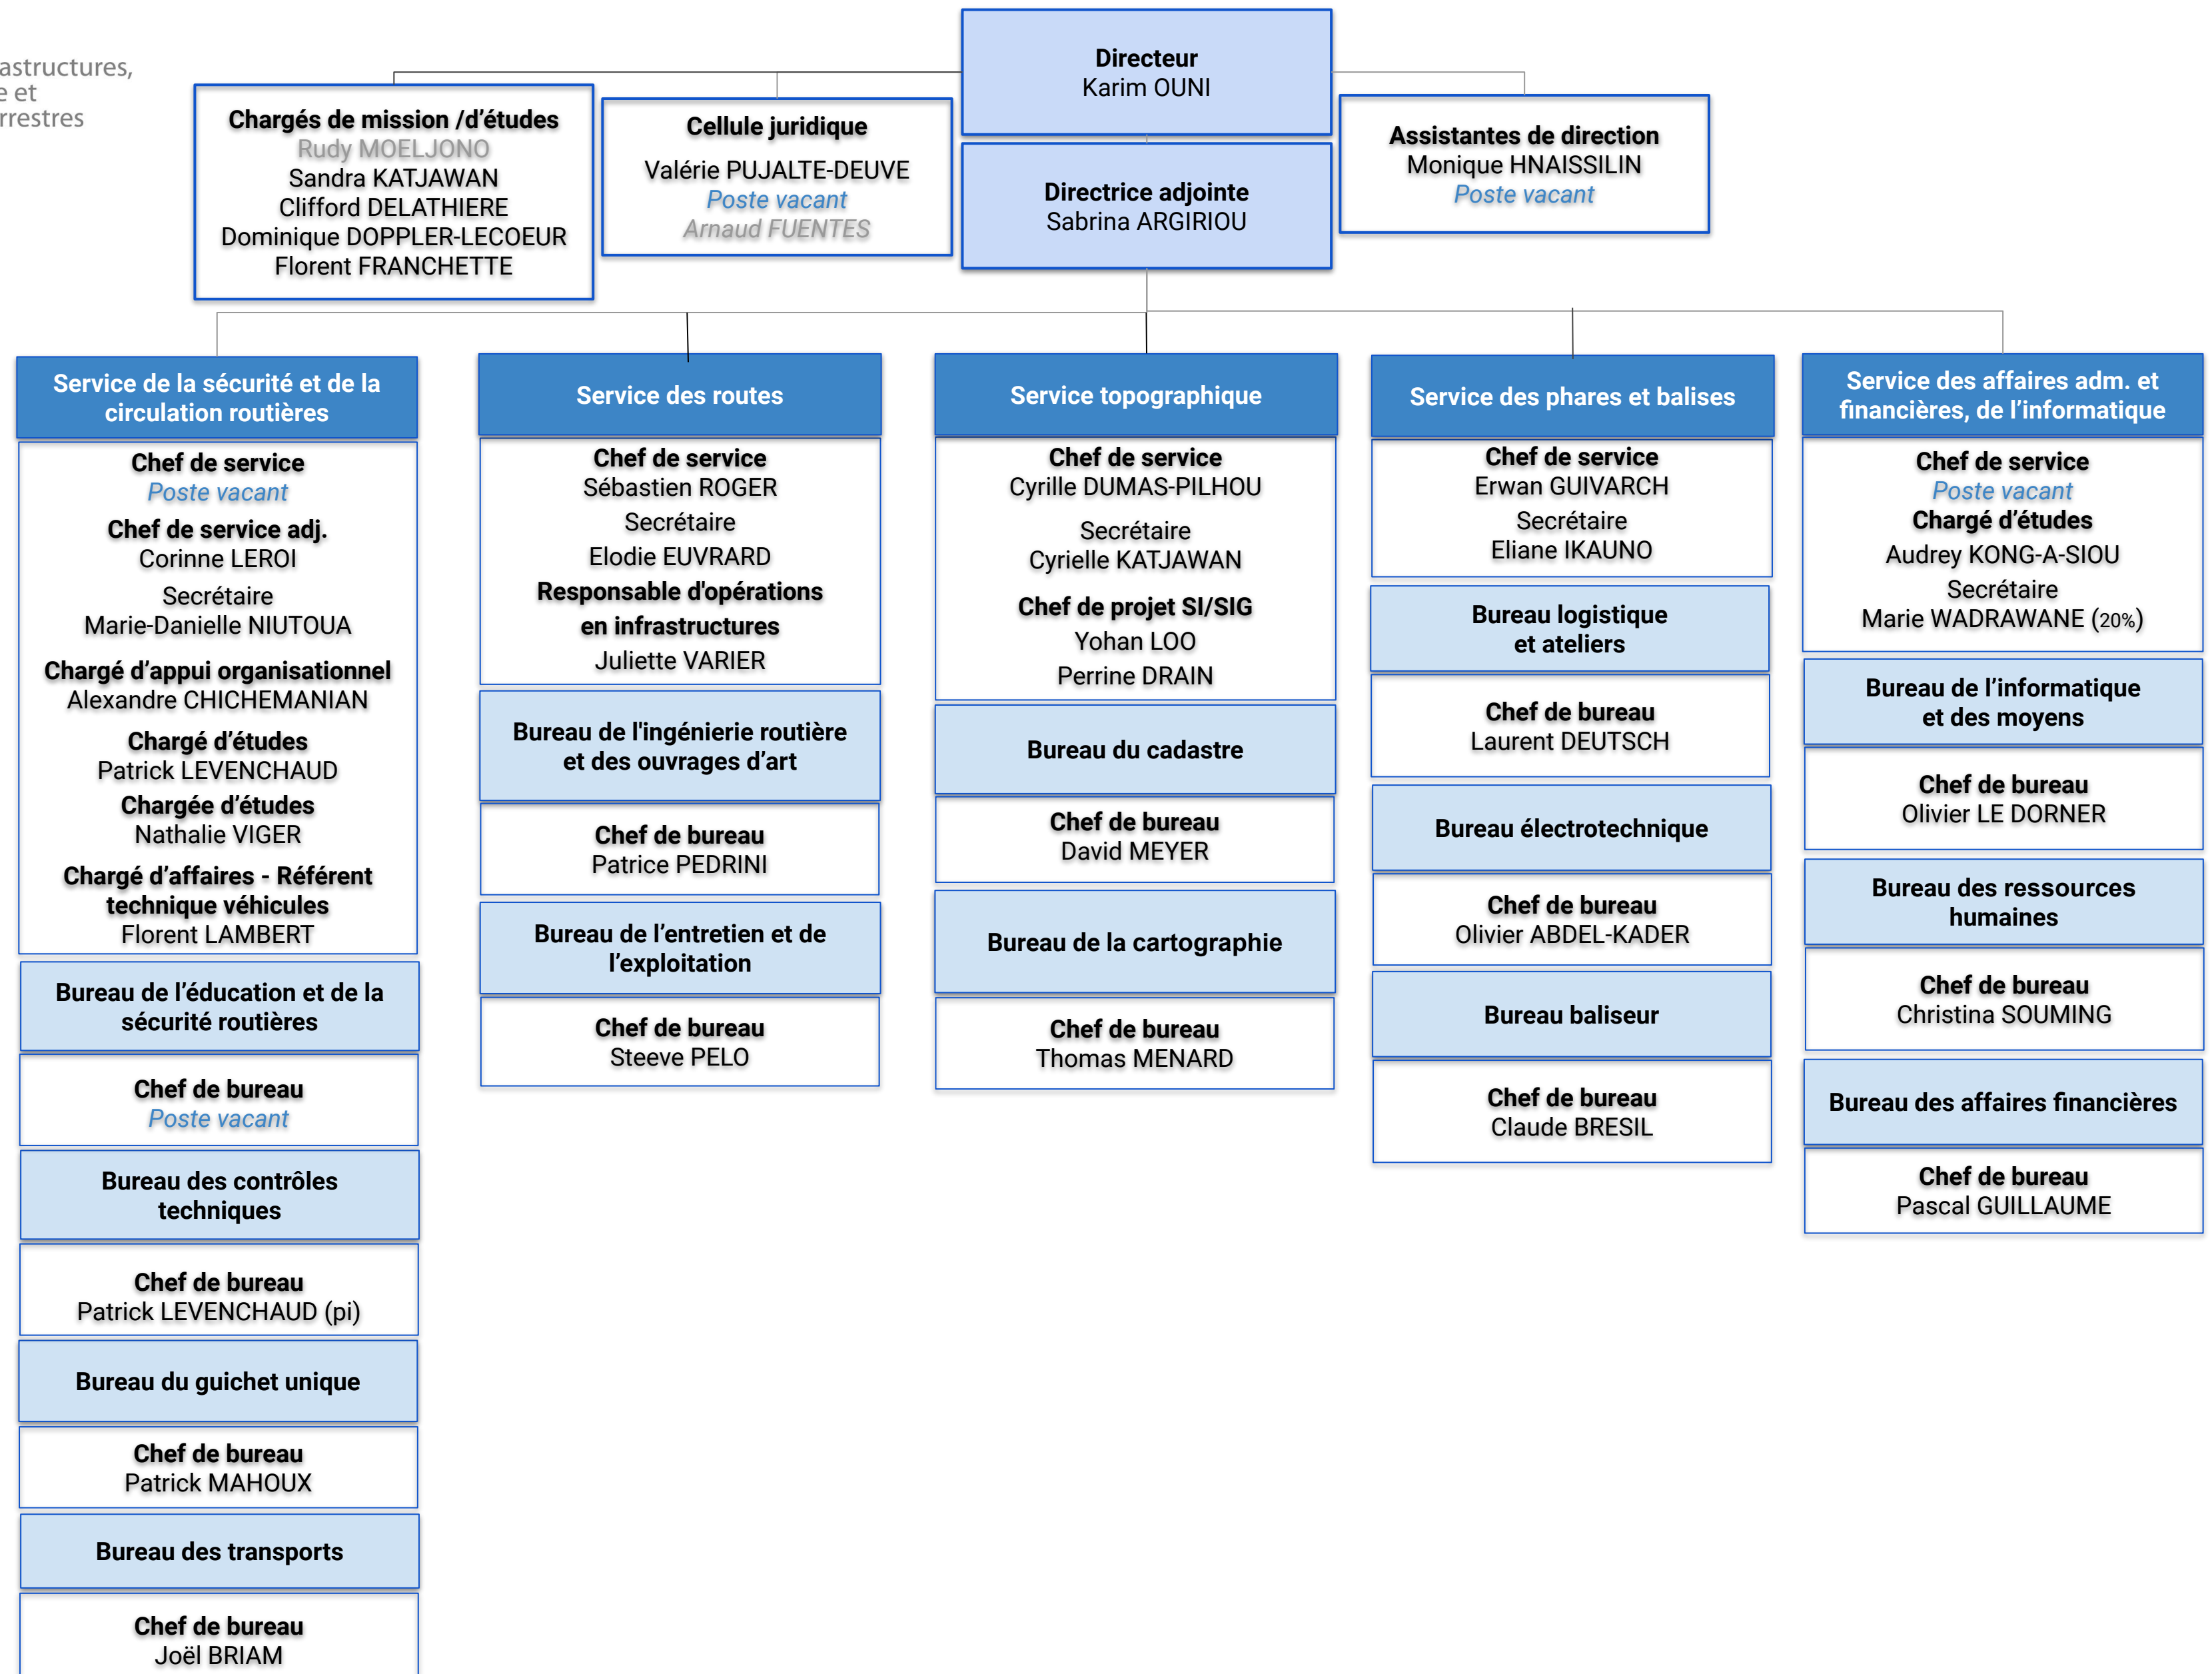 et
Directeur
Karim OUNI
Chargés de mission /d'études
Rudy MOELJONO
Sandra KATJAWAN
Clifford DELATHIERE
Dominique DOPPLER-LECOEUR
Florent FRANCHETTE
Cellule juridique
Valérie PUJALTE-DEUVE
Poste vacant
Arnaud FUENTES
Directrice adjointe
Sabrina ARGIRIOU
Assistantes de direction
Monique HNAISSILIN
Poste vacant
Service de la sécurité et de la
circulation routières
Chef de service
Poste vacant
Chef de service adj.
Corinne LEROI
Secrétaire
Marie-Danielle NIUTOUA
Chargé d'appui organisationnel
Alexandre CHICHEMANIAN
Chargé d'études
Patrick LEVENCHAUD
Chargée d'études
Nathalie VIGER
Chargé d'affaires - Référent
technique véhicules
Florent LAMBERT
Bureau de l'éducation et de la
sécurité routières
Chef de bureau
Poste vacant
Bureau des contrôles
techniques
Chef de bureau
Patrick LEVENCHAUD (pi)
Bureau du guichet unique
Chef de bureau
Patrick MAHOUX
Bureau des transports
Chef de bureau
Joël BRIAM
Service des routes
Chef de service
Sébastien ROGER
Secrétaire
Elodie EUVRARD
Responsable d'opérations
en infrastructures
Juliette VARIER
Bureau de l'ingénierie routière
et des ouvrages d'art
Chef de bureau
Patrice PEDRINI
Bureau de l'entretien et de
l'exploitation
Chef de bureau
Steeve PELO
Service topographique
Chef de service
Cyrille DUMAS-PILHOU
Secrétaire
Cyrielle KATJAWAN
Chef de projet SI/SIG
Yohan LOO
Perrine DRAIN
Bureau du cadastre
Chef de bureau
David MEYER
Bureau de la cartographie
Chef de bureau
Thomas MENARD
Service des phares et balises
Chef de service
Erwan GUIVARCH
Secrétaire
Eliane IKAUNO
Bureau logistique
et ateliers
Chef de bureau
Laurent DEUTSCH
Bureau électrotechnique
Chef de bureau
Olivier ABDEL-KADER
Bureau baliseur
Chef de bureau
Claude BRESIL
Service des affaires adm. et
financières, de l'informatique
Chef de service
Poste vacant
Chargé d'études
Audrey KONG-A-SIOU
Secrétaire
Marie WADRAWANE (20%)
Bureau de l'informatique
et des moyens
Chef de bureau
Olivier LE DORNER
Bureau des ressources
humaines
Chef de bureau
Christina SOUMING
Bureau des affaires financières
Chef de bureau
Pascal GUILLAUME